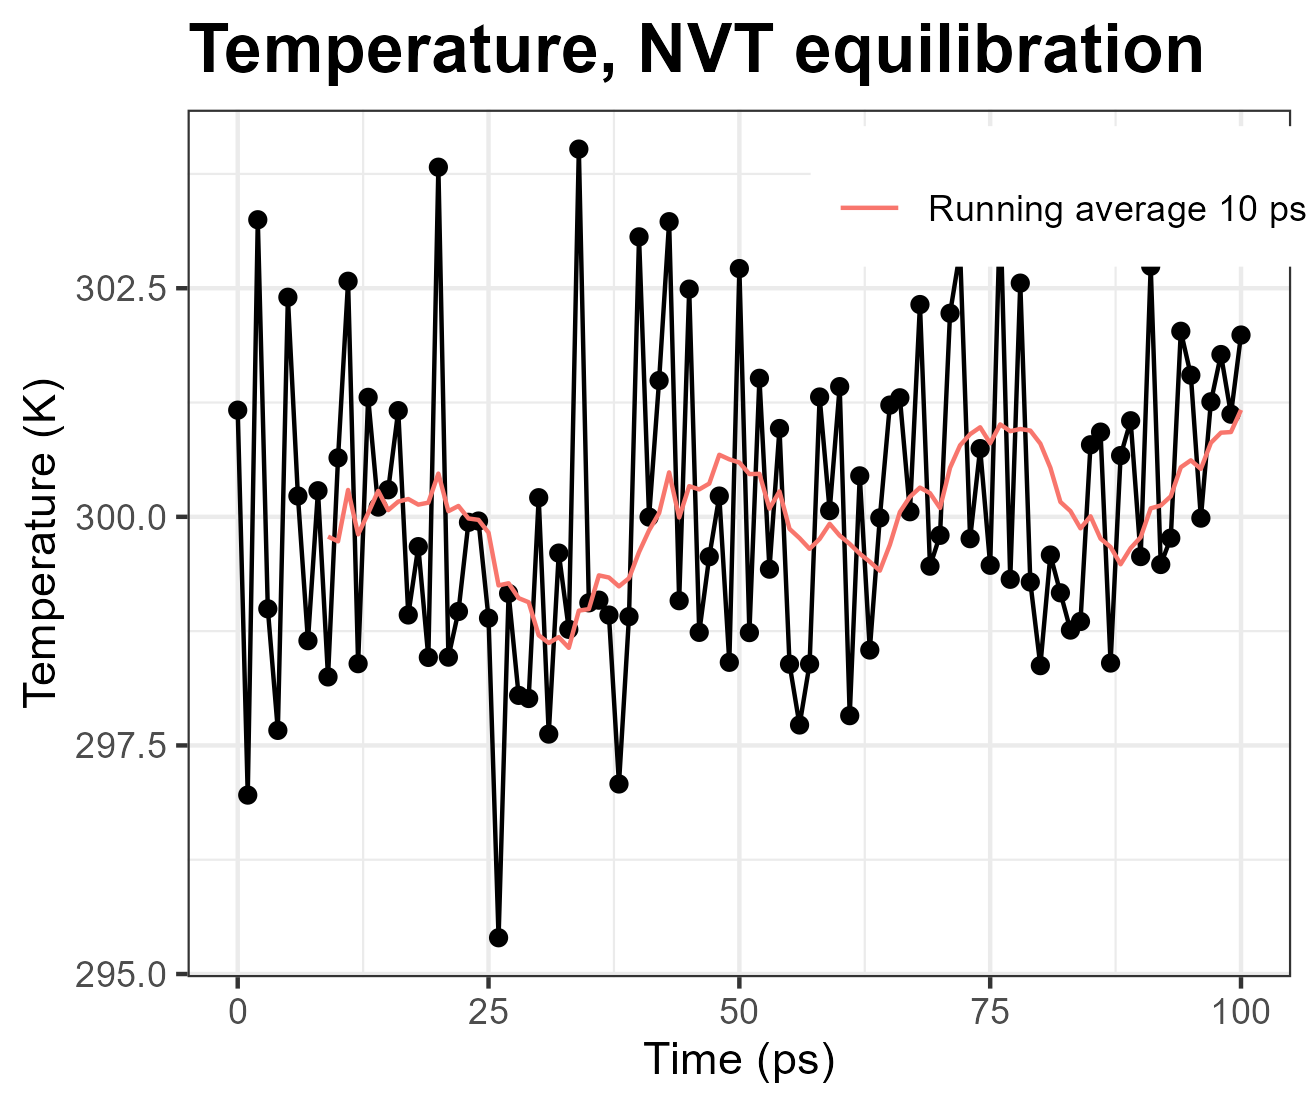 Temperature, NVT equilibration
Running average 10 ps
302.5
300.0
297.5
295.0
Temperature (K)
0 25 50 75 100
Time (ps)